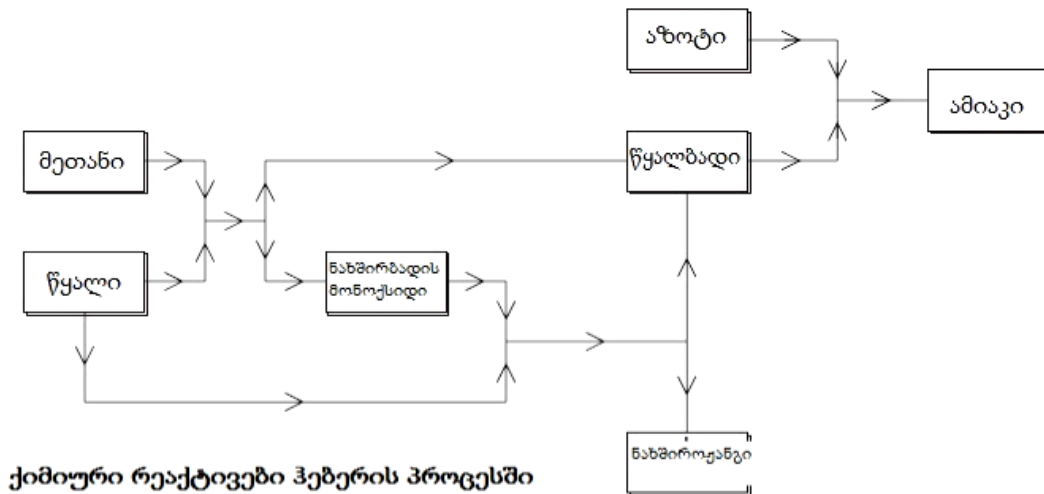 აზოტი
ამიაკი
მეთანი
წყალბადი
წყალი
ნახშირბადის
მონოქსიდი
ნახშიროჟანგი
ქიმიური რეაქტივები ჰებერის პროცესში